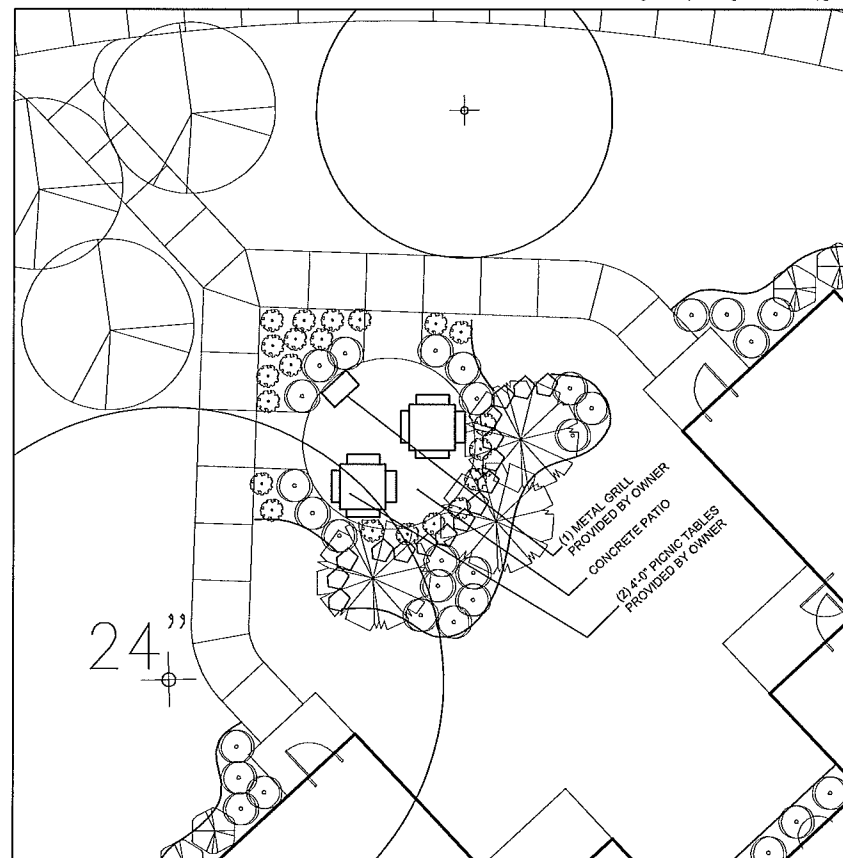 (1) METAL GRILL
PROVIDED BY OWNER
CONCRETE PATIO
(2) 4'-0" PICNIC TABLES
PROVIDED BY OWNER
24"